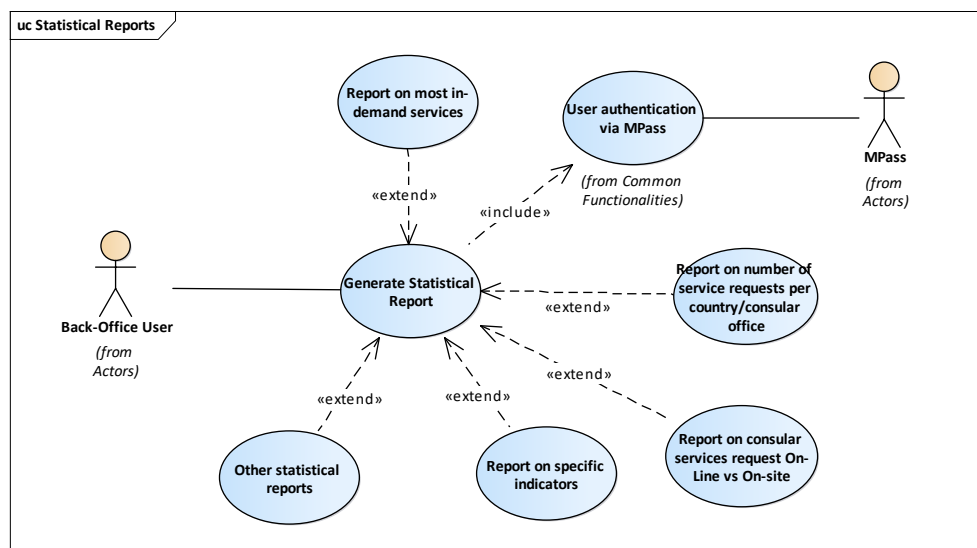 uc Statistical Reports
Report on most in-
demand services
User authentication
via MPass
(from Common
Functionalities)
MPass
(from
Actors)
«extend»
«include»
Back-Office User
(from
Actors)
Generate Statistical
Report
«extend»
Report on number of
service requests per
country/consular
office
«extend»
«extend»
«extend»
Other statistical
reports
Report on specific
indicators
Report on consular
services request On-
Line vs On-site